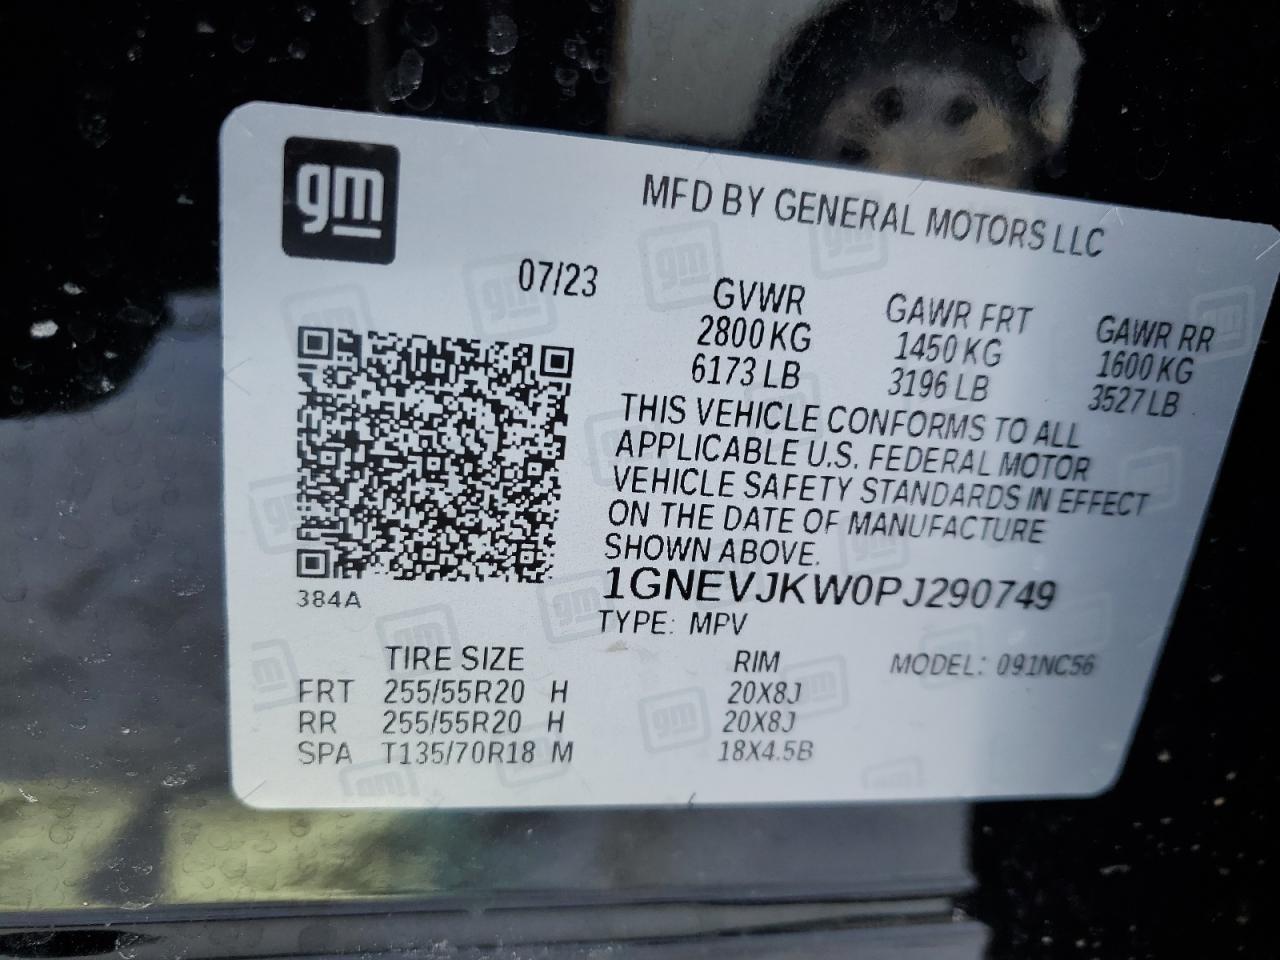 gm
MFD BY GENERAL MOTORS LLC
07/23
GVWR GAWR FRT GAWR RR
2800 KG 1450 KG 1600 KG
6173 LB 3196 LB 3527 LB
THIS VEHICLE CONFORMS TO ALL
APPLICABLE U.S. FEDERAL MOTOR
VEHICLE SAFETY STANDARDS IN EFFECT
ON THE DATE OF MANUFACTURE
SHOWN ABOVE.
1GNEVJKW0PJ290749
384A
TYPE: MPV
TIRE SIZE RIM MODEL: 091NC56
FRT 255/55R20 H 20X8J
RR 255/55R20 H 20X8J
SPA T135/70R18 M 18X4.5B